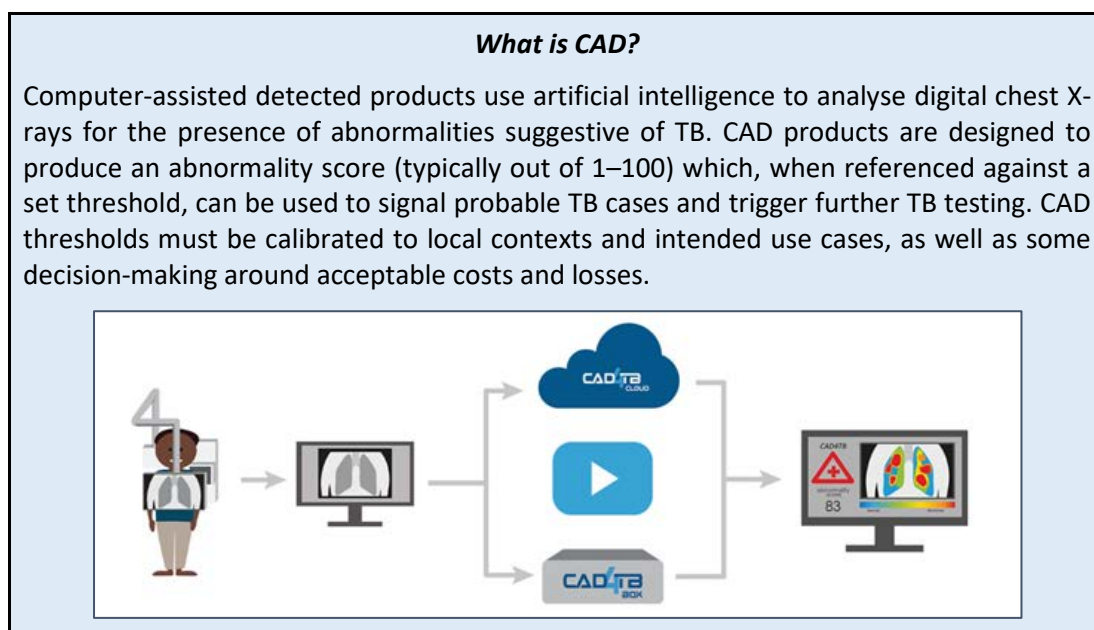 What is CAD?
Computer-assisted detected products use artificial intelligence to analyse digital chest X-
rays for the presence of abnormalities suggestive of TB. CAD products are designed to
produce an abnormality score (typically out of 1–100) which, when referenced against a
set threshold, can be used to signal probable TB cases and trigger further TB testing. CAD
thresholds must be calibrated to local contexts and intended use cases, as well as some
decision-making around acceptable costs and losses.
CAD4TB
CLOUD
CAD4TB
BOX
CAD4TB
83